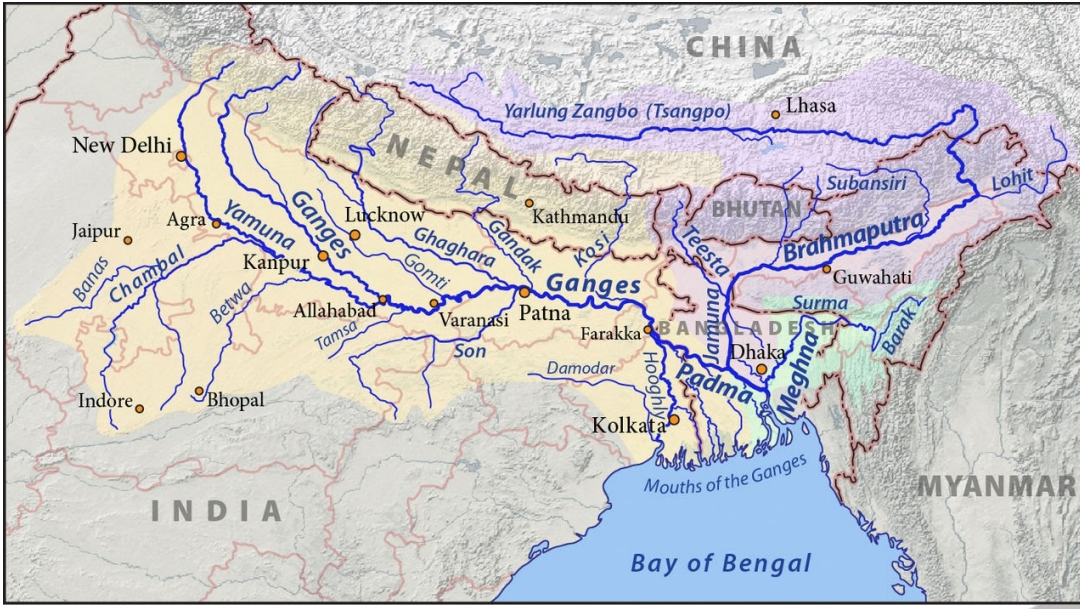 CHINA
Yarlung Zangbo (Tsangpo)
Lhasa
New Delhi
NEPAL
Subansiri
Lohit
BHUTAN
Kathmandu
Jaipur
Agra
Yamuna
Ganges
Lucknow
Ghaghara
Gandak
Kosi
Teesta
Brahmaputra
Guwahati
Banas
Chambal
Kanpur
Gomti
Betwa
Ganges
Allahabad
Varanasi
Patna
Surma
Barak
Tamsa
Son
Farakka
BANGLADESH
Jamuna
Dhaka
Meghna
Damodar
Hooghly
Padma
Indore
Bhopal
Kolkata
Mouths of the Ganges
INDIA
MYANMAR
Bay of Bengal